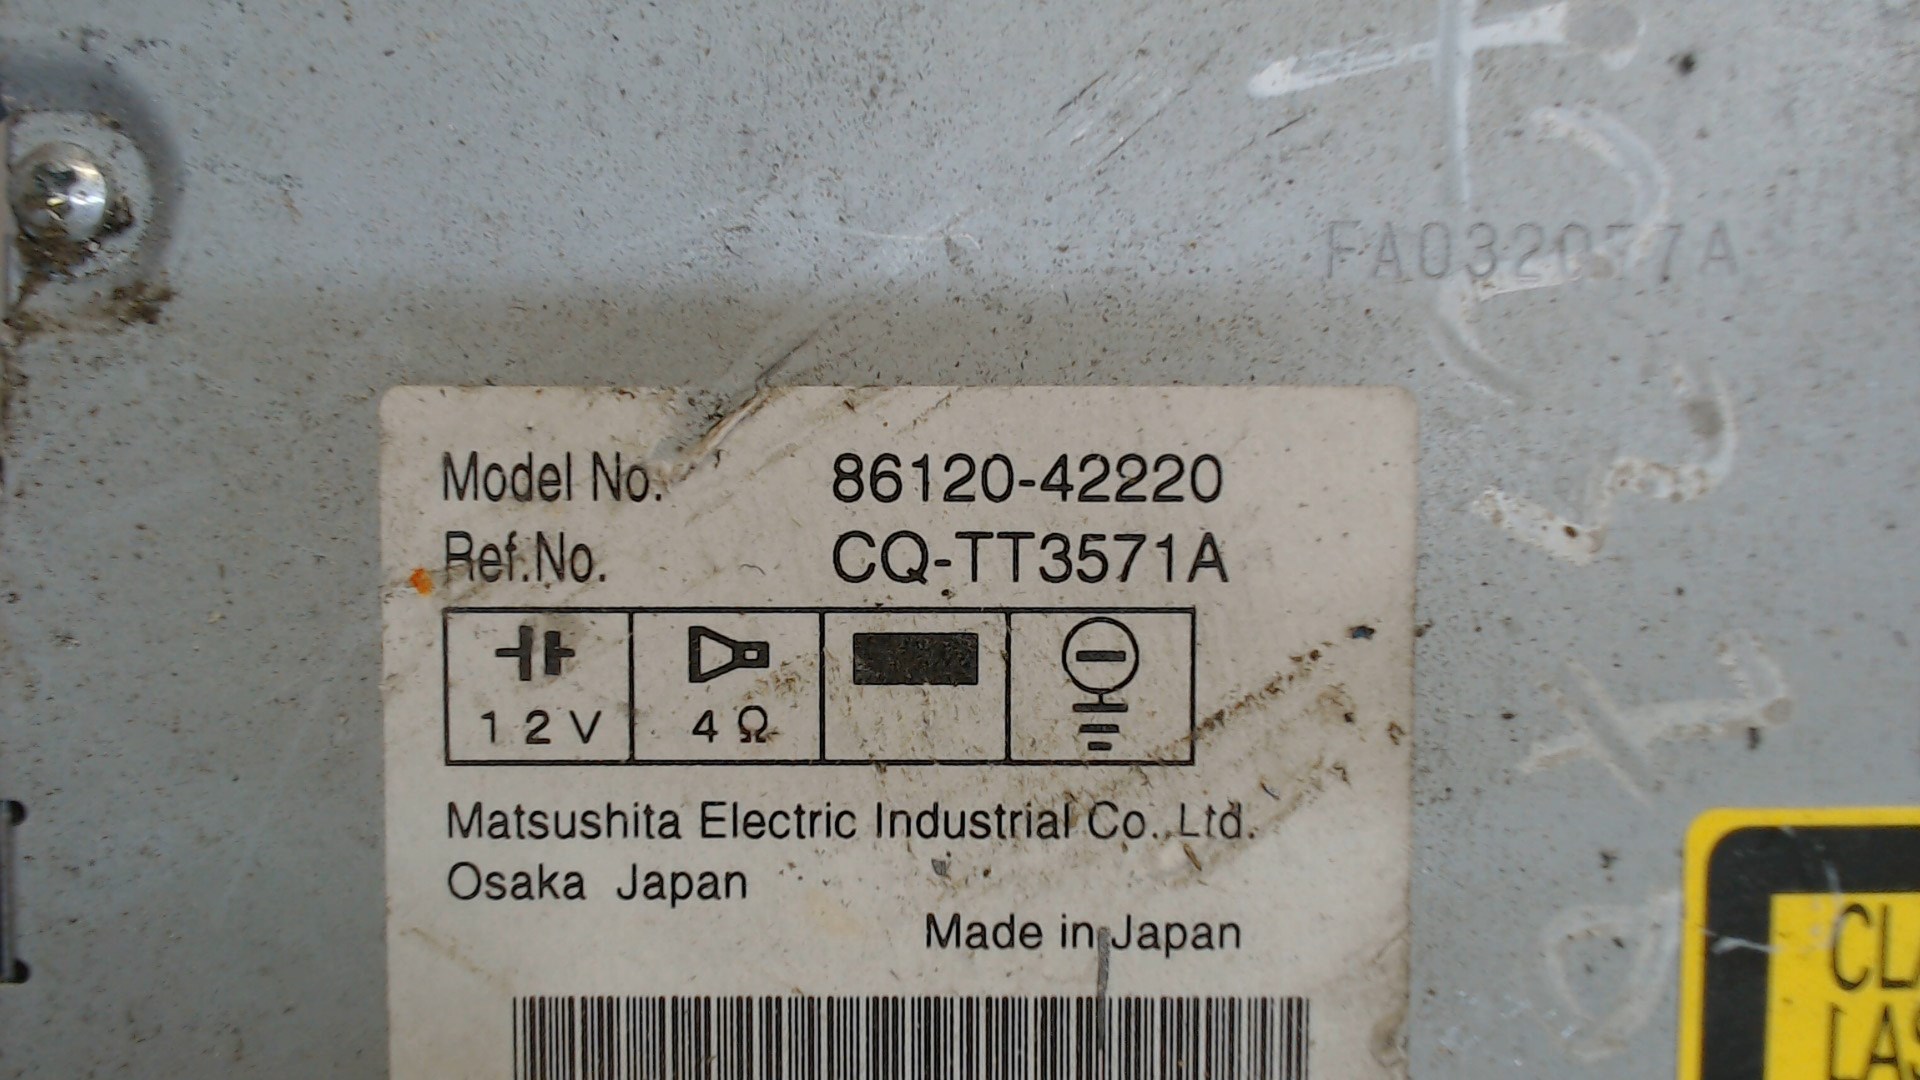 FA032077A
Model No. 86120-42220
Ref.No. CQ-TT3571A
12V 4Ω
Matsushita Electric Industrial Co.,Ltd.
Osaka Japan
Made in Japan